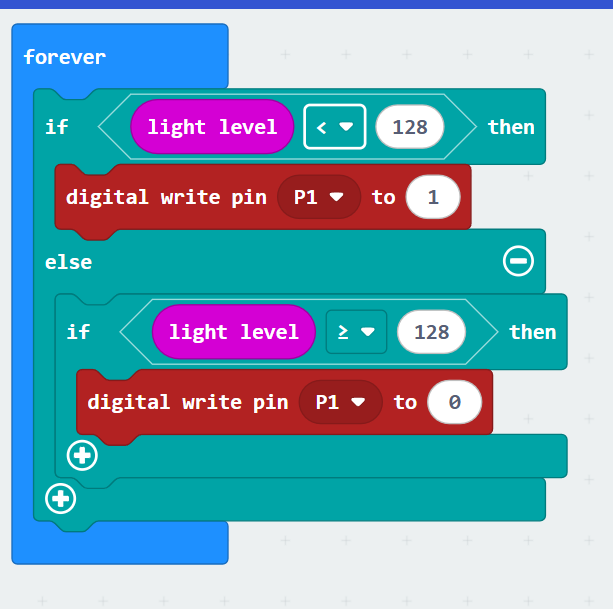 forever
if light level < 128 then
digital write pin P1 to 1
else
if light level ≥ 128 then
digital write pin P1 to 0